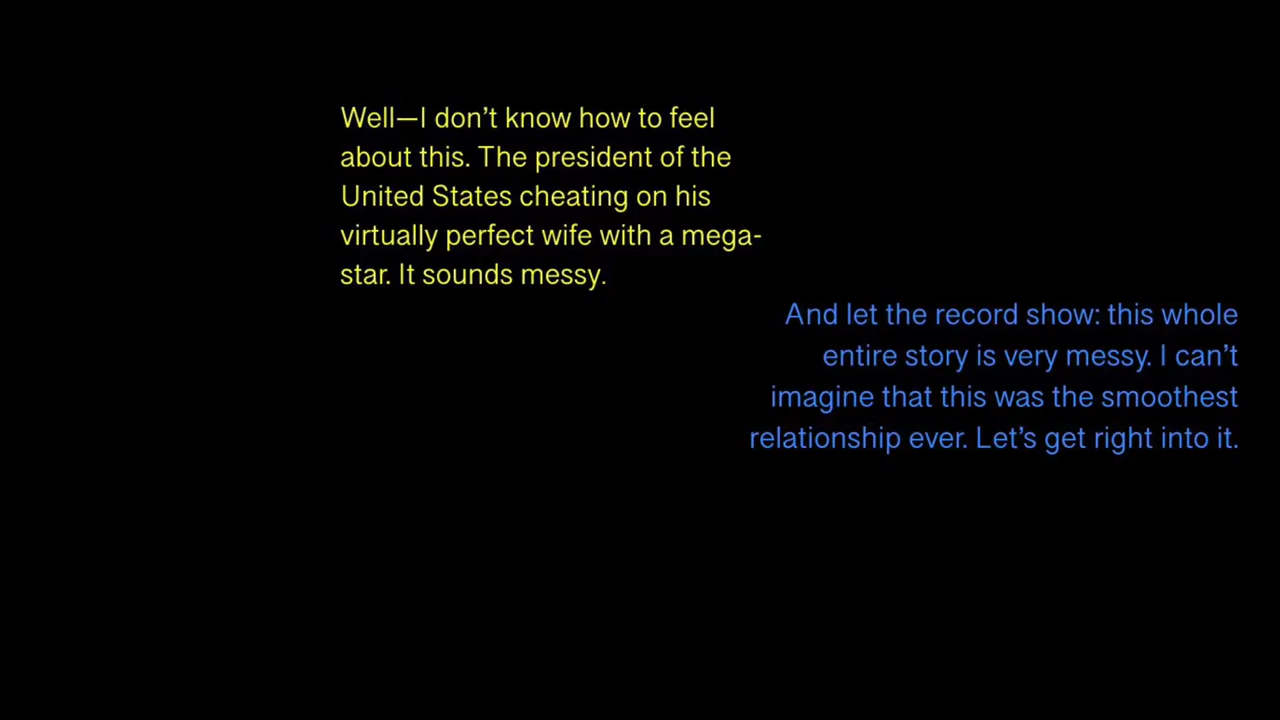 Well—I don’t know how to feel
about this. The president of the
United States cheating on his
virtually perfect wife with a mega-
star. It sounds messy.
And let the record show: this whole
entire story is very messy. I can’t
imagine that this was the smoothest
relationship ever. Let’s get right into it.